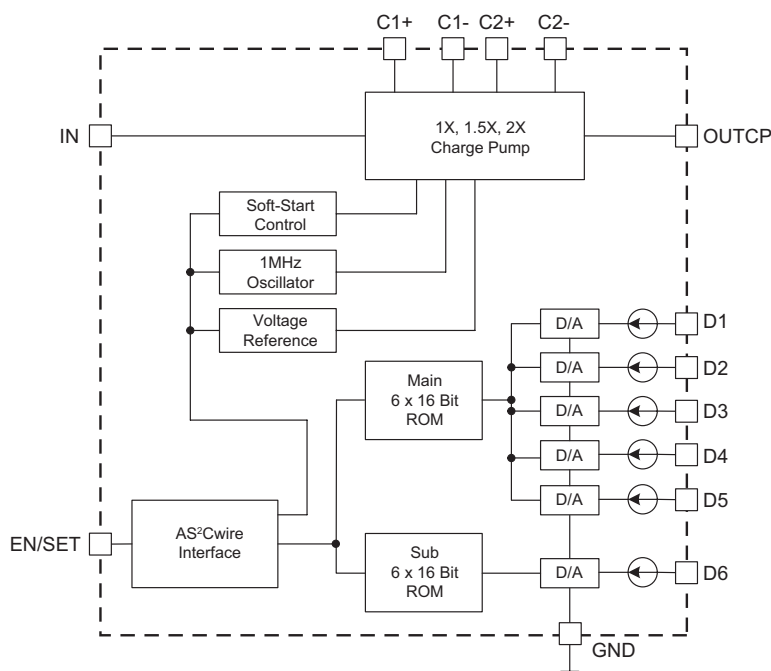 C1+ C1- C2+ C2-
IN
1X, 1.5X, 2X
Charge Pump
OUTCP
Soft-Start
Control
1MHz
Oscillator
Voltage
Reference
D/A
D1
D/A
D2
Main
6 x 16 Bit
ROM
D/A
D3
D/A
D4
D/A
D5
EN/SET
AS²Cwire
Interface
Sub
6 x 16 Bit
ROM
D/A
D6
GND